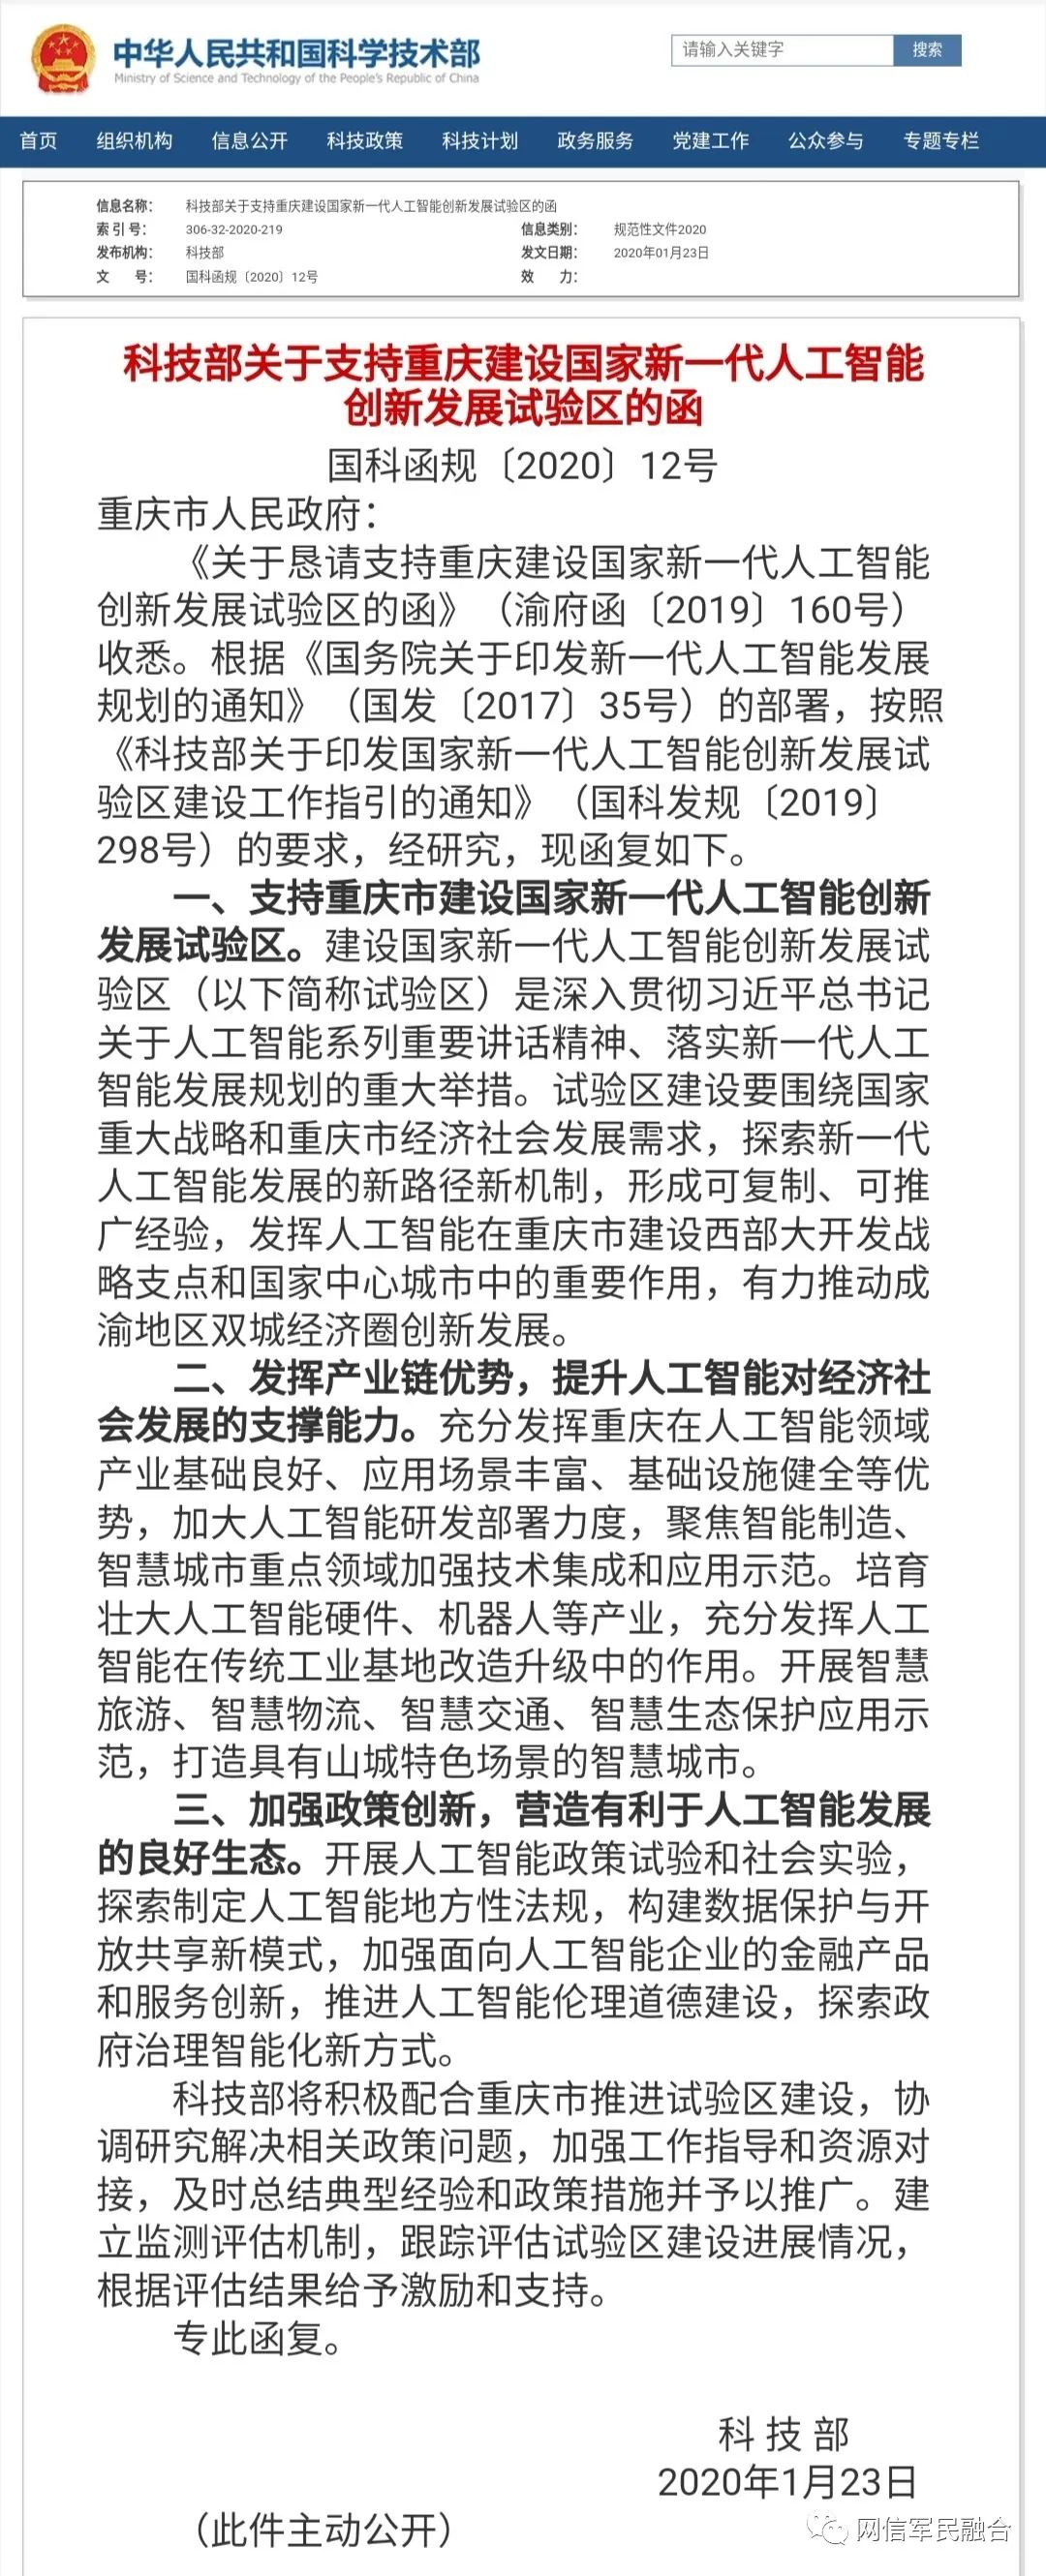 中华人民共和国科学技术部
Ministry of Science and Technology of the People's Republic of China
请输入关键字 搜索
首页 组织机构 信息公开 科技政策 科技计划 政务服务 党建工作 公众参与 专题专栏
信息名称： 科技部关于支持重庆建设国家新一代人工智能创新发展试验区的函
索 引 号： 306-32-2020-219 信息类别： 规范性文件2020
发布机构： 科技部 发文日期： 2020年01月23日
文 号： 国科函规〔2020〕12号 效 力：
科技部关于支持重庆建设国家新一代人工智能
创新发展试验区的函
国科函规〔2020〕12号
重庆市人民政府：
《关于恳请支持重庆建设国家新一代人工智能
创新发展试验区的函》（渝府函〔2019〕160号）
收悉。根据《国务院关于印发新一代人工智能发展
规划的通知》（国发〔2017〕35号）的部署，按照
《科技部关于印发国家新一代人工智能创新发展试
验区建设工作指引的通知》（国科发规〔2019〕
298号）的要求，经研究，现函复如下。
一、支持重庆市建设国家新一代人工智能创新
发展试验区。建设国家新一代人工智能创新发展试
验区（以下简称试验区）是深入贯彻习近平总书记
关于人工智能系列重要讲话精神、落实新一代人工
智能发展规划的重大举措。试验区建设要围绕国家
重大战略和重庆市经济社会发展需求，探索新一代
人工智能发展的新路径新机制，形成可复制、可推
广经验，发挥人工智能在重庆市建设西部大开发战
略支点和国家中心城市中的重要作用，有力推动成
渝地区双城经济圈创新发展。
二、发挥产业链优势，提升人工智能对经济社
会发展的支撑能力。充分发挥重庆在人工智能领域
产业基础良好、应用场景丰富、基础设施健全等优
势，加大人工智能研发部署力度，聚焦智能制造、
智慧城市重点领域加强技术集成和应用示范。培育
壮大人工智能硬件、机器人等产业，充分发挥人工
智能在传统工业基地改造升级中的作用。开展智慧
旅游、智慧物流、智慧交通、智慧生态保护应用示
范，打造具有山城特色场景的智慧城市。
三、加强政策创新，营造有利于人工智能发展
的良好生态。开展人工智能政策试验和社会实验，
探索制定人工智能地方性法规，构建数据保护与开
放共享新模式，加强面向人工智能企业的金融产品
和服务创新，推进人工智能伦理道德建设，探索政
府治理智能化新方式。
科技部将积极配合重庆市推进试验区建设，协
调研究解决相关政策问题，加强工作指导和资源对
接，及时总结典型经验和政策措施并予以推广。建
立监测评估机制，跟踪评估试验区建设进展情况，
根据评估结果给予激励和支持。
专此函复。
科 技 部
2020年1月23日
（此件主动公开）
网信军民融合